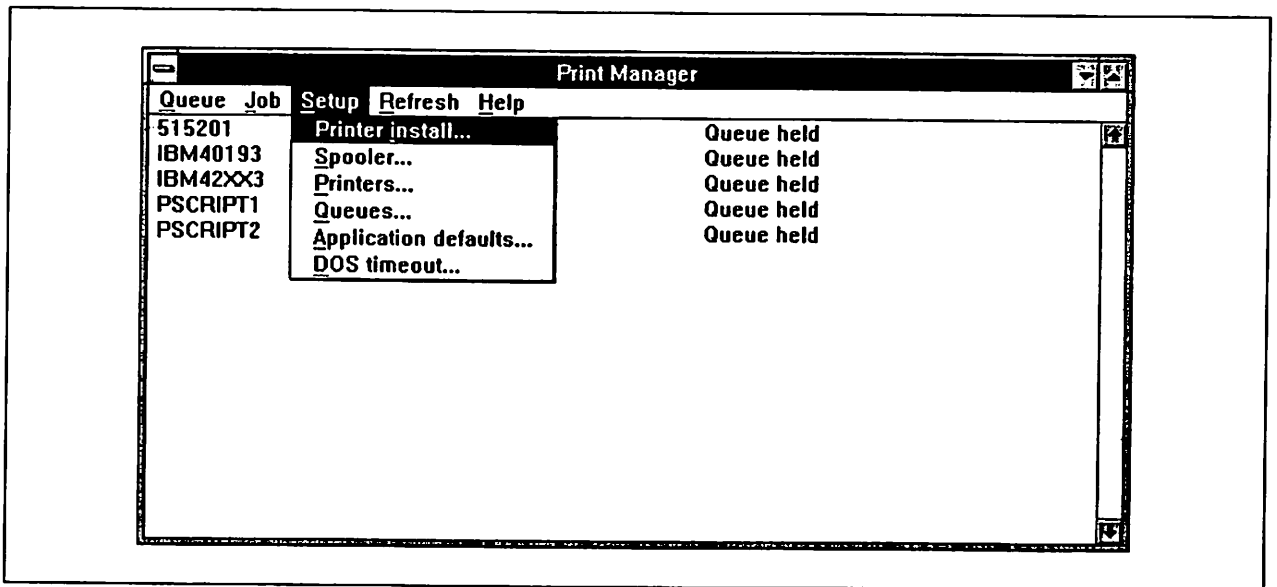 Print Manager
Queue Job Setup Refresh Help
515201 Printer install... Queue held
IBM40193 Spooler... Queue held
IBM42XX3 Printers... Queue held
PSCRIPT1 Queues... Queue held
PSCRIPT2 Application defaults... Queue held
DOS timeout...